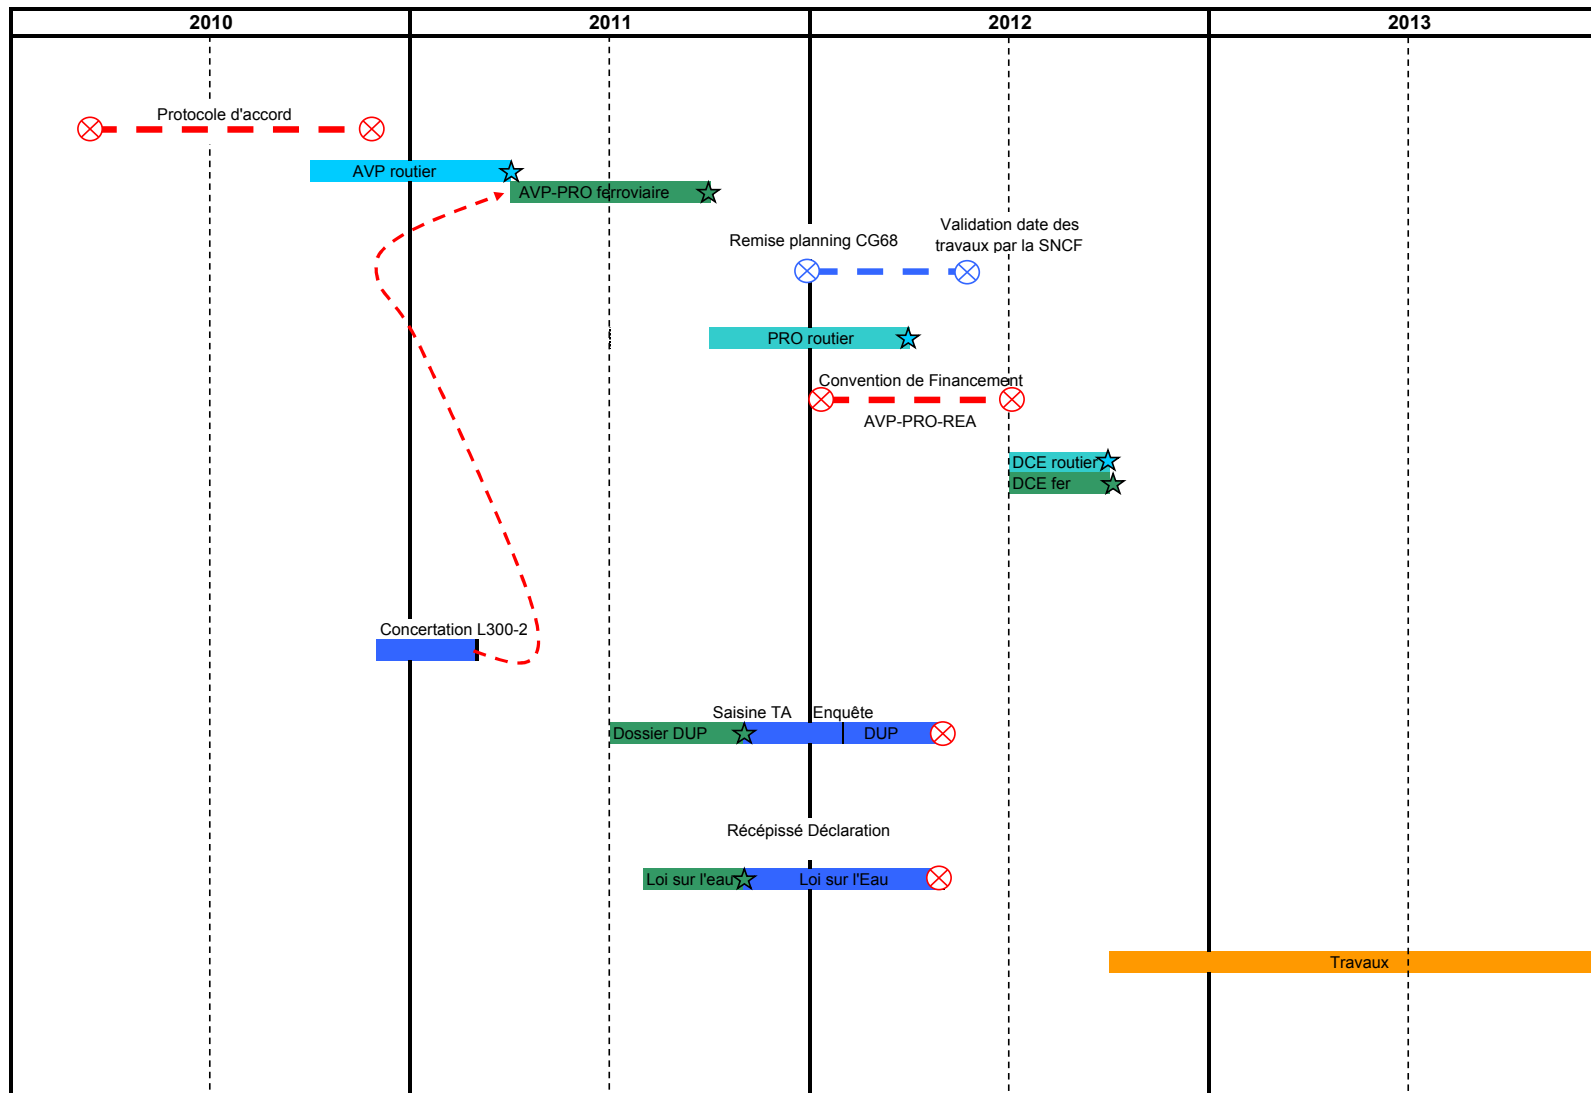 2010 2011 2012 2013
Protocole d'accord
AVP routier
AVP-PRO ferroviaire
Remise planning CG68
Validation date des
travaux par la SNCF
PRO routier
Convention de Financement
AVP-PRO-REA
DCE routier
DCE fer
Concertation L300-2
Saisine TA Enquête
Dossier DUP DUP
Récépissé Déclaration
Loi sur l'eau Loi sur l'Eau
Travaux